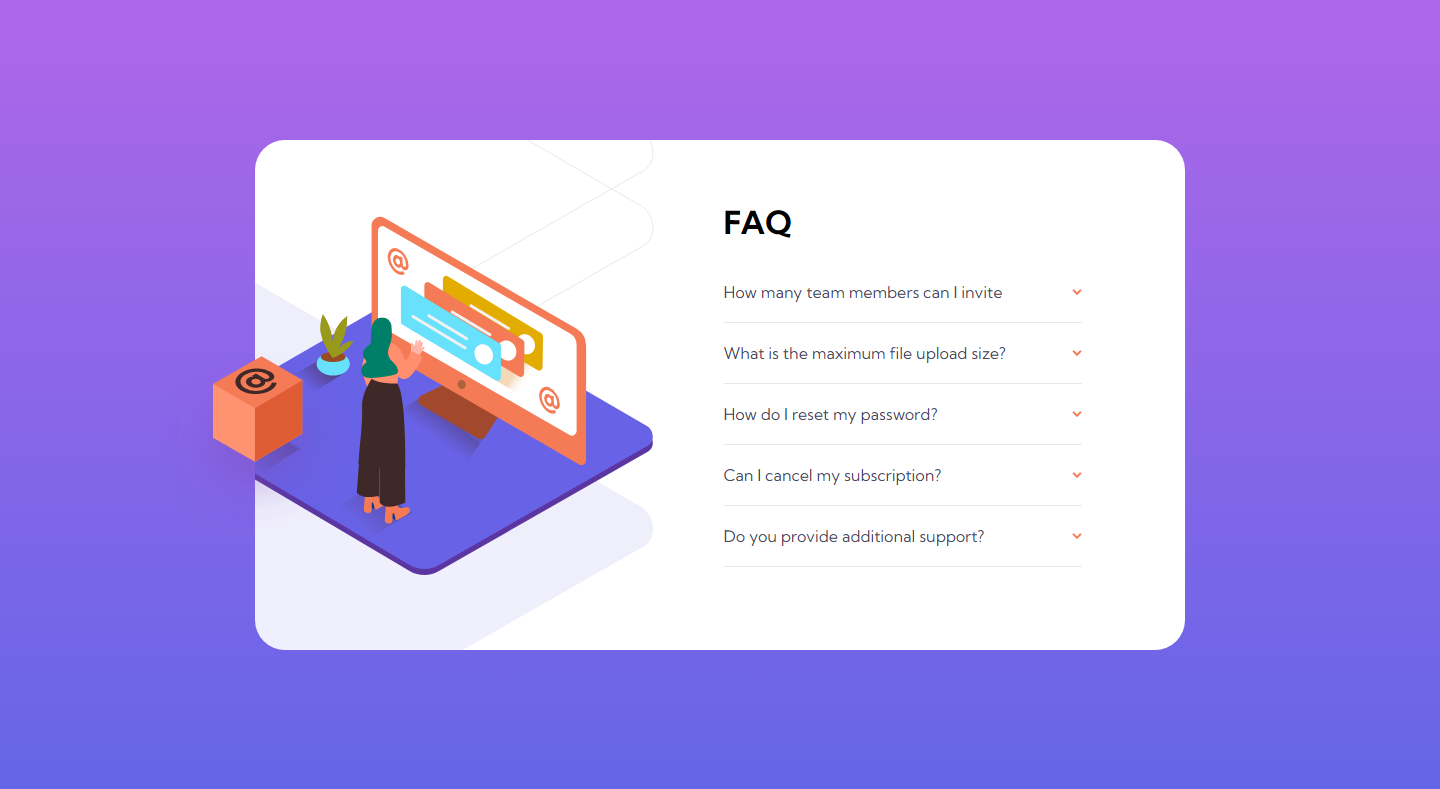 FAQ
How many team members can I invite
What is the maximum file upload size?
How do I reset my password?
Can I cancel my subscription?
Do you provide additional support?
@
@
@